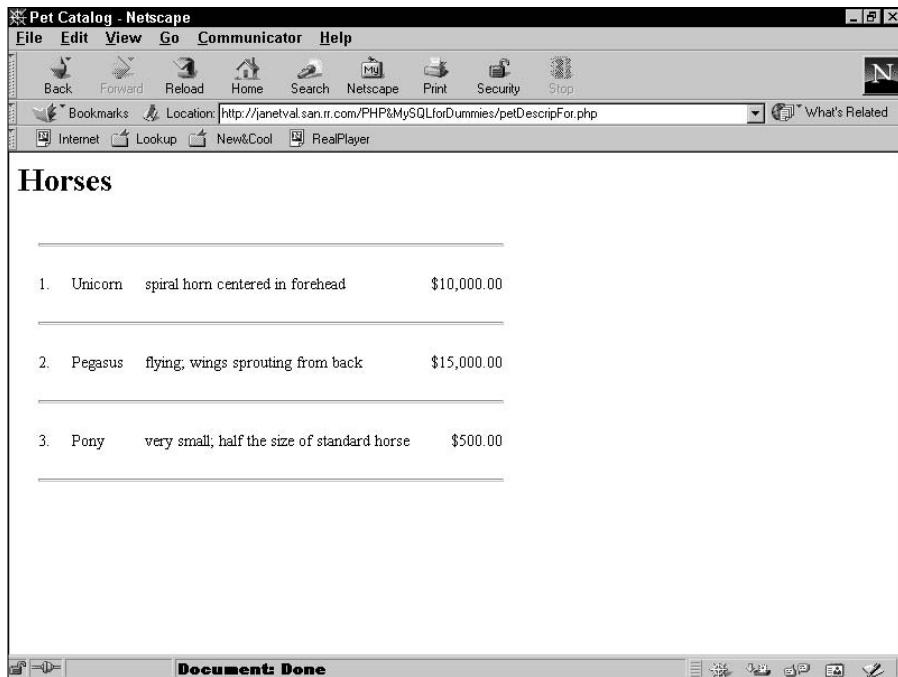 Pet Catalog - Netscape
File Edit View Go Communicator Help
My
Back Forward Reload Home Search Netscape Print Security Stop
N
Bookmarks Location: http://janetval.san.rr.com/PHP&MySQLforDummies/petDescripFor.php What's Related
Internet Lookup New&Cool RealPlayer
Horses
1. Unicorn spiral horn centered in forehead $10,000.00
2. Pegasus flying; wings sprouting from back $15,000.00
3. Pony very small; half the size of standard horse $500.00
Document: Done